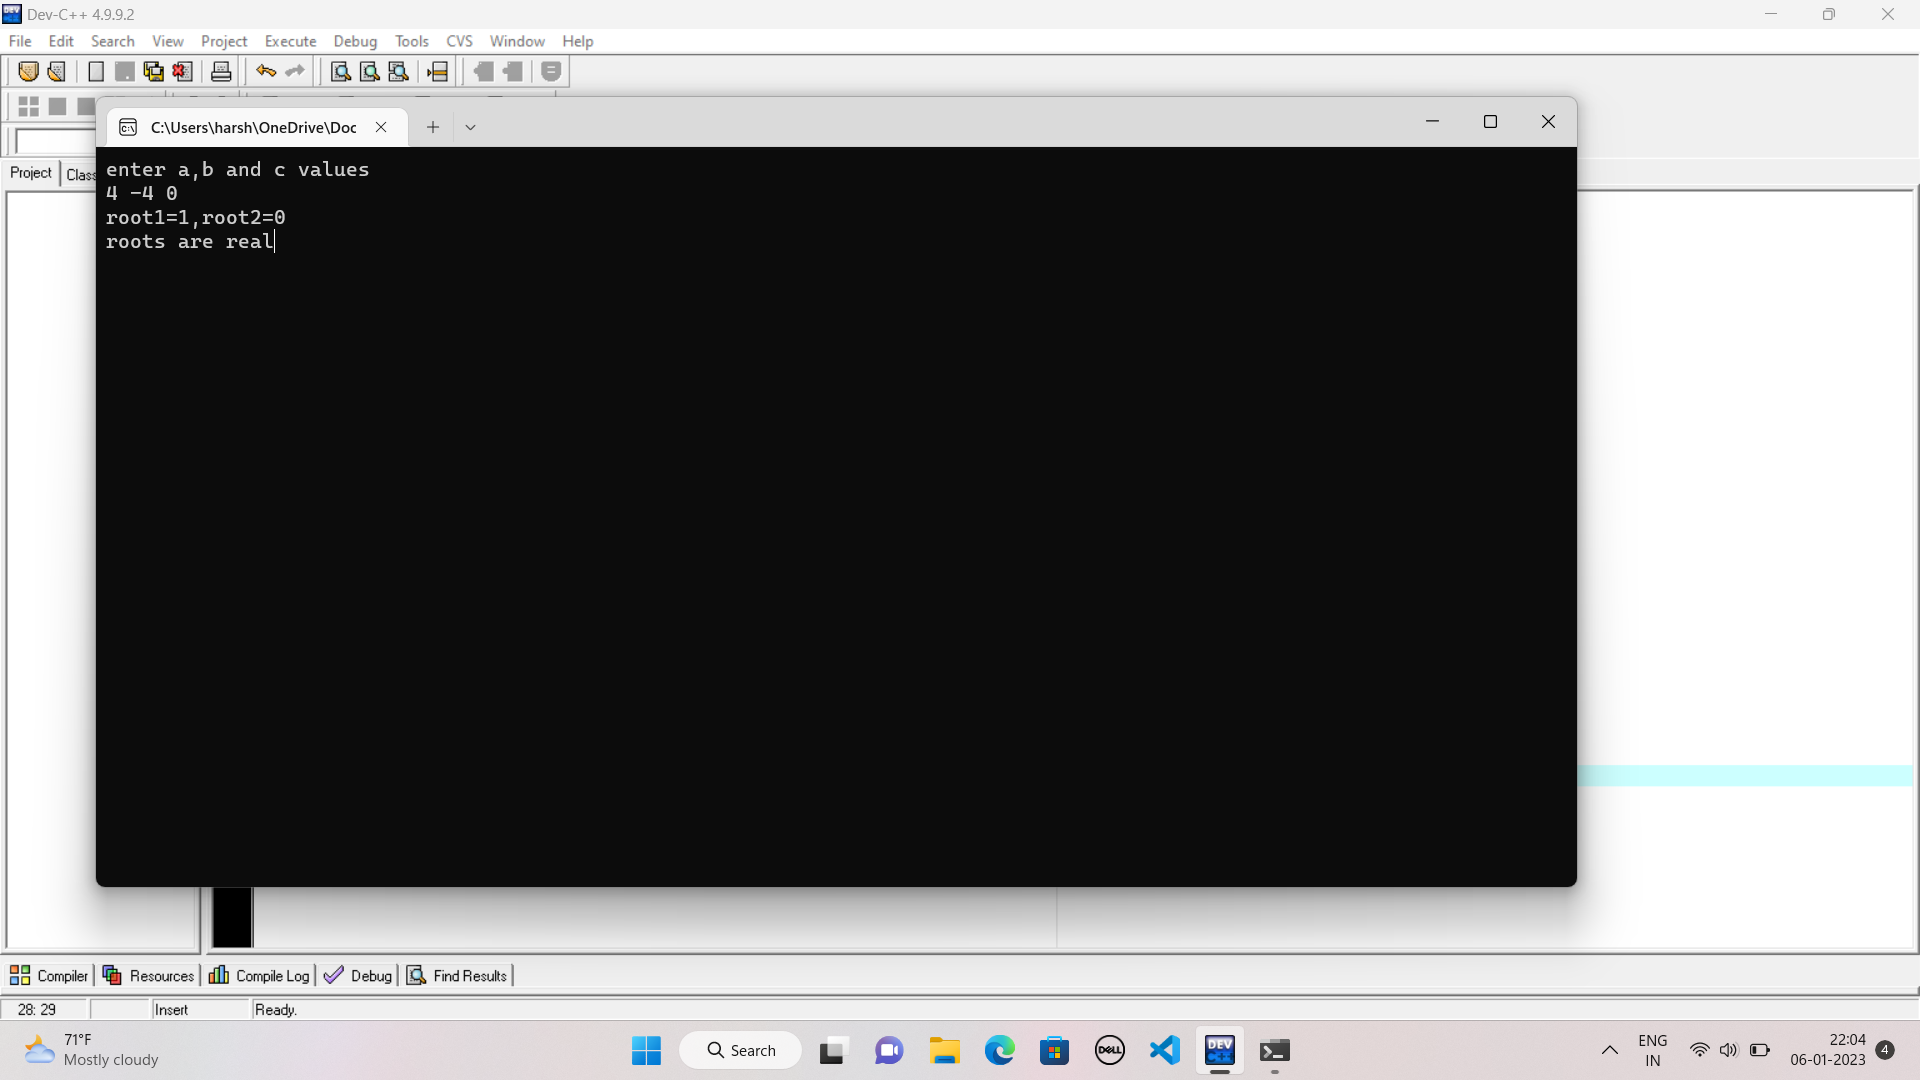 Dev-C++ 4.9.9.2
File Edit Search View Project Execute Debug Tools CVS Window Help
C:\Users\harsh\OneDrive\Doc
Project Class
enter a,b and c values
4 -4 0
root1=1,root2=0
roots are real
Compiler Resources Compile Log Debug Find Results
28: 29 Insert Ready.
71°F
Mostly cloudy
Search
DELL
DEV
C++
ENG
IN
22:04
06-01-2023
4